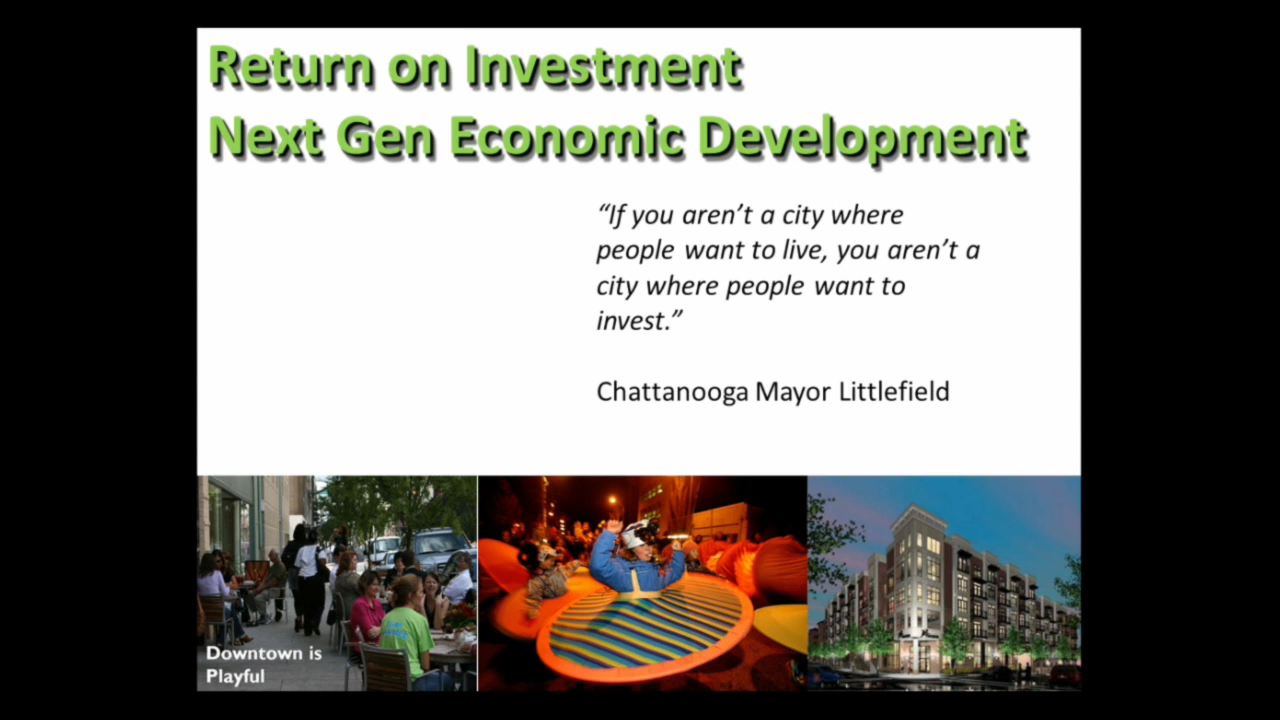 Return on Investment
Next Gen Economic Development
“If you aren’t a city where
people want to live, you aren’t a
city where people want to
invest.”
Chattanooga Mayor Littlefield
Downtown is
Playful